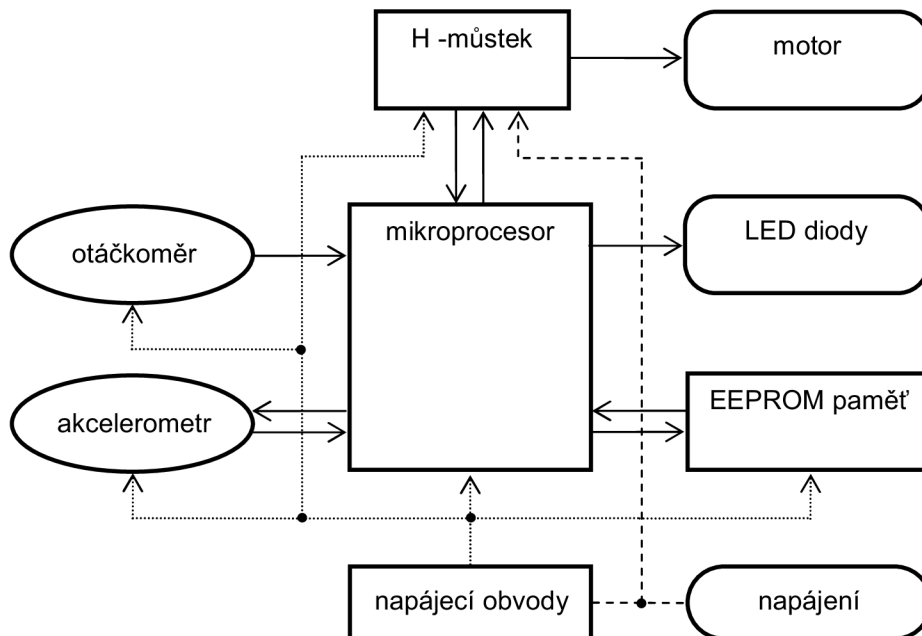 H -můstek
motor
mikroprocesor
LED diody
otáčkoměr
akcelerometr
EEPROM paměť
napájecí obvody
napájení